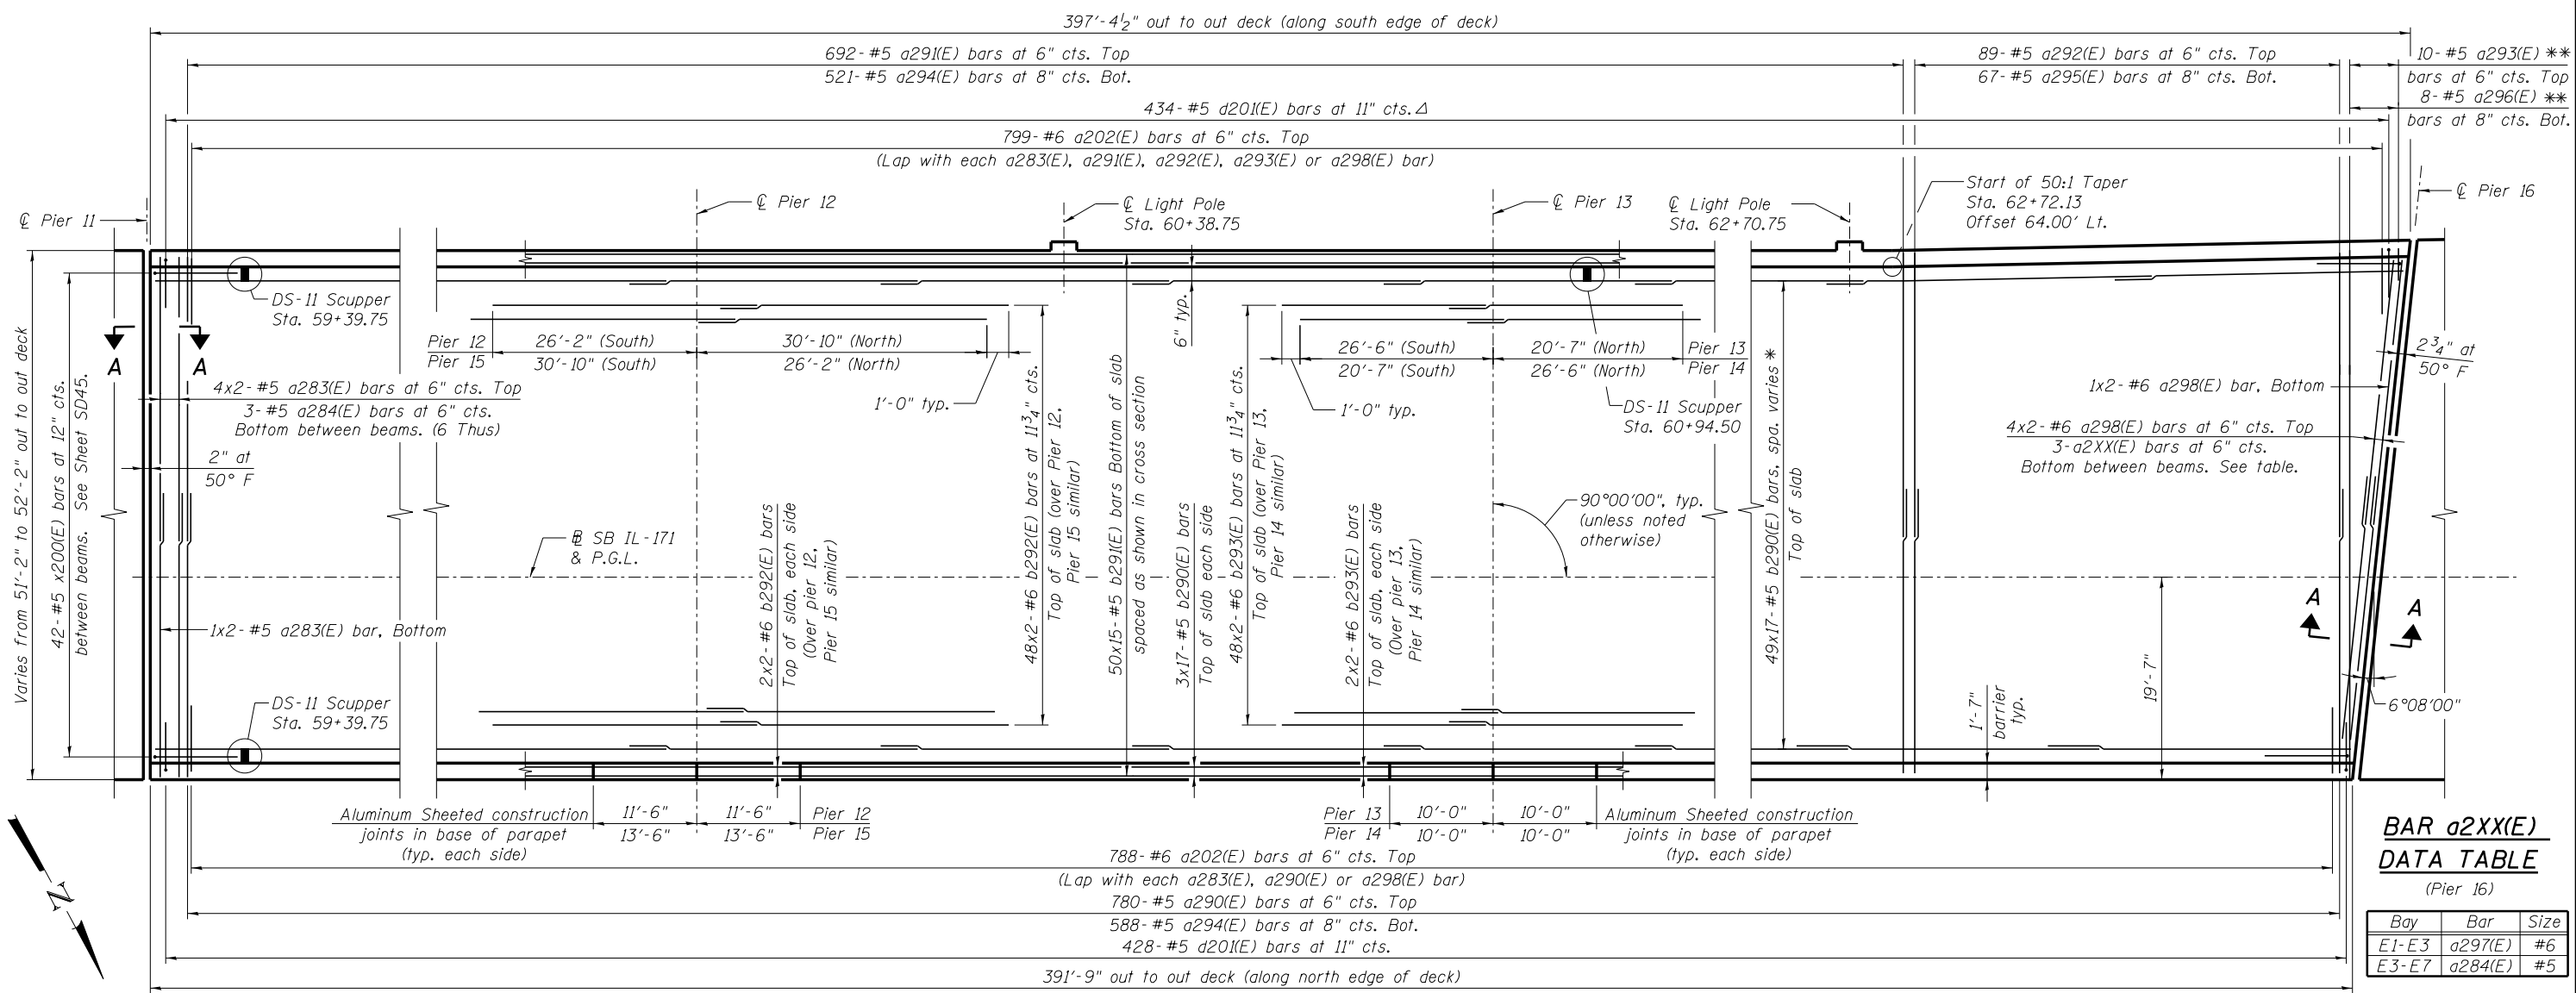 397'-4 1/2" out to out deck (along south edge of deck)
692-#5 a291(E) bars at 6" cts. Top
521-#5 a294(E) bars at 8" cts. Bot.
89-#5 a292(E) bars at 6" cts. Top
67-#5 a295(E) bars at 8" cts. Bot.
10-#5 a293(E) **
bars at 6" cts. Top
8-#5 a296(E) **
bars at 8" cts. Bot.
434-#5 d201(E) bars at 11" cts.Δ
799-#6 a202(E) bars at 6" cts. Top
(Lap with each a283(E), a291(E), a292(E), a293(E) or a298(E) bar)
℄ Pier 11
℄ Pier 12
℄ Light Pole
Sta. 60+38.75
℄ Pier 13
℄ Light Pole
Sta. 62+70.75
Start of 50:1 Taper
Sta. 62+72.13
Offset 64.00' Lt.
℄ Pier 16
DS-11 Scupper
Sta. 59+39.75
A
A
Pier 12
Pier 15
26'-2" (South)
30'-10" (South)
30'-10" (North)
26'-2" (North)
1'-0" typ.
6" typ.
26'-6" (South)
20'-7" (South)
20'-7" (North)
26'-6" (North)
Pier 13
Pier 14
1'-0" typ.
DS-11 Scupper
Sta. 60+94.50
2 3/4" at
50° F
1x2-#6 a298(E) bar, Bottom
4x2-#6 a298(E) bars at 6" cts. Top
3-a2XX(E) bars at 6" cts.
Bottom between beams. See table.
4x2-#5 a283(E) bars at 6" cts. Top
3-#5 a284(E) bars at 6" cts.
Bottom between beams. (6 Thus)
2" at
50° F
Varies from 51'-2" to 52'-2" out to out deck
42-#5 x200(E) bars at 12" cts.
between beams. See Sheet SD45.
1x2-#5 a283(E) bar, Bottom
DS-11 Scupper
Sta. 59+39.75
℄ SB IL-171
& P.G.L.
2x2-#6 b292(E) bars
Top of slab, each side
(Over pier 12,
Pier 15 similar)
48x2-#6 b292(E) bars at 11 3/4" cts.
Top of slab (over Pier 12,
Pier 15 similar)
50x15-#5 b291(E) bars Bottom of slab
spaced as shown in cross section
3x17-#5 b290(E) bars
Top of slab each side
48x2-#6 b293(E) bars at 11 3/4" cts.
Top of slab (over Pier 13,
Pier 14 similar)
2x2-#6 b293(E) bars
Top of slab, each side
(Over pier 13,
Pier 14 similar)
90°00'00", typ.
(unless noted
otherwise)
49x17-#5 b290(E) bars, spa. varies *
Top of slab
1'-7"
barrier
typ.
19'-7"
A
A
6°08'00"
Aluminum Sheeted construction
joints in base of parapet
(typ. each side)
11'-6"
13'-6"
11'-6"
13'-6"
Pier 12
Pier 15
Pier 13
Pier 14
10'-0"
10'-0"
10'-0"
10'-0"
Aluminum Sheeted construction
joints in base of parapet
(typ. each side)
788-#6 a202(E) bars at 6" cts. Top
(Lap with each a283(E), a290(E) or a298(E) bar)
780-#5 a290(E) bars at 6" cts. Top
588-#5 a294(E) bars at 8" cts. Bot.
428-#5 d201(E) bars at 11" cts.
391'-9" out to out deck (along north edge of deck)
N
BAR a2XX(E)
DATA TABLE
(Pier 16)
Bay Bar Size
E1-E3 a297(E) #6
E3-E7 a284(E) #5